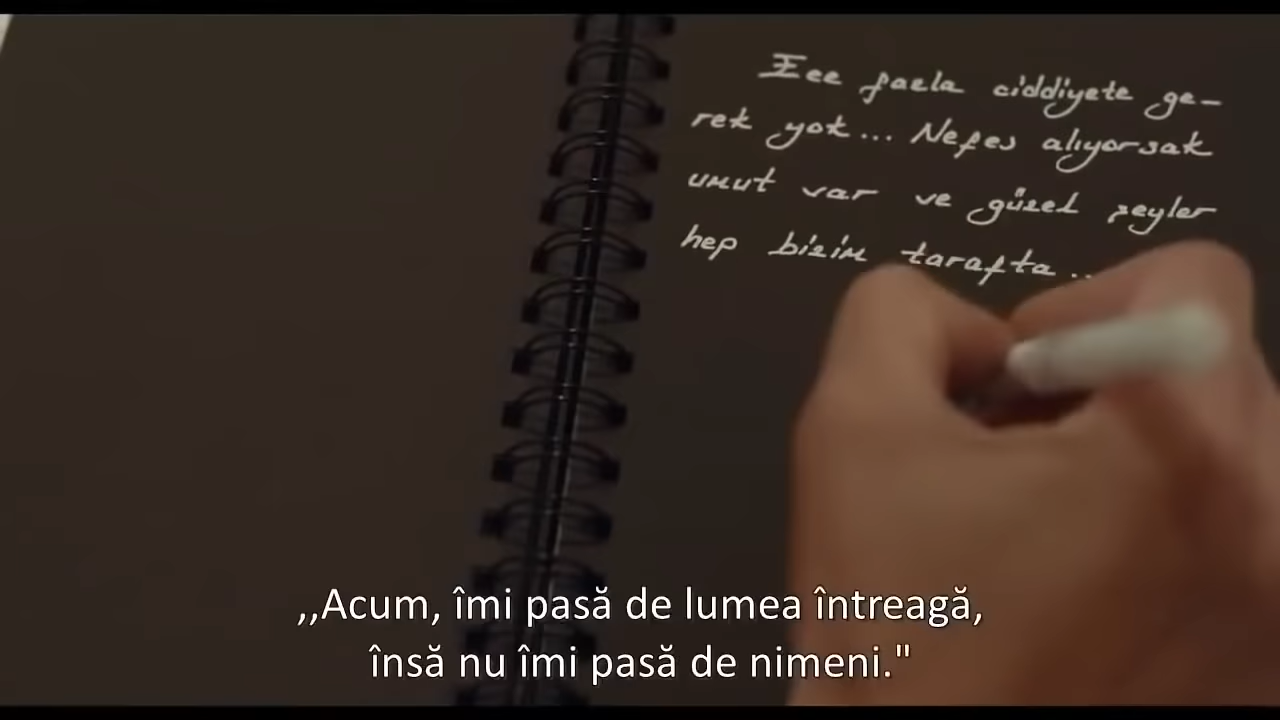 Ece fazla ciddiyete ge-
rek yok... Nefes alıyorsak
umut var ve güzel şeyler
hep bizim tarafta...
,,Acum, îmi pasă de lumea întreagă,
însă nu îmi pasă de nimeni."